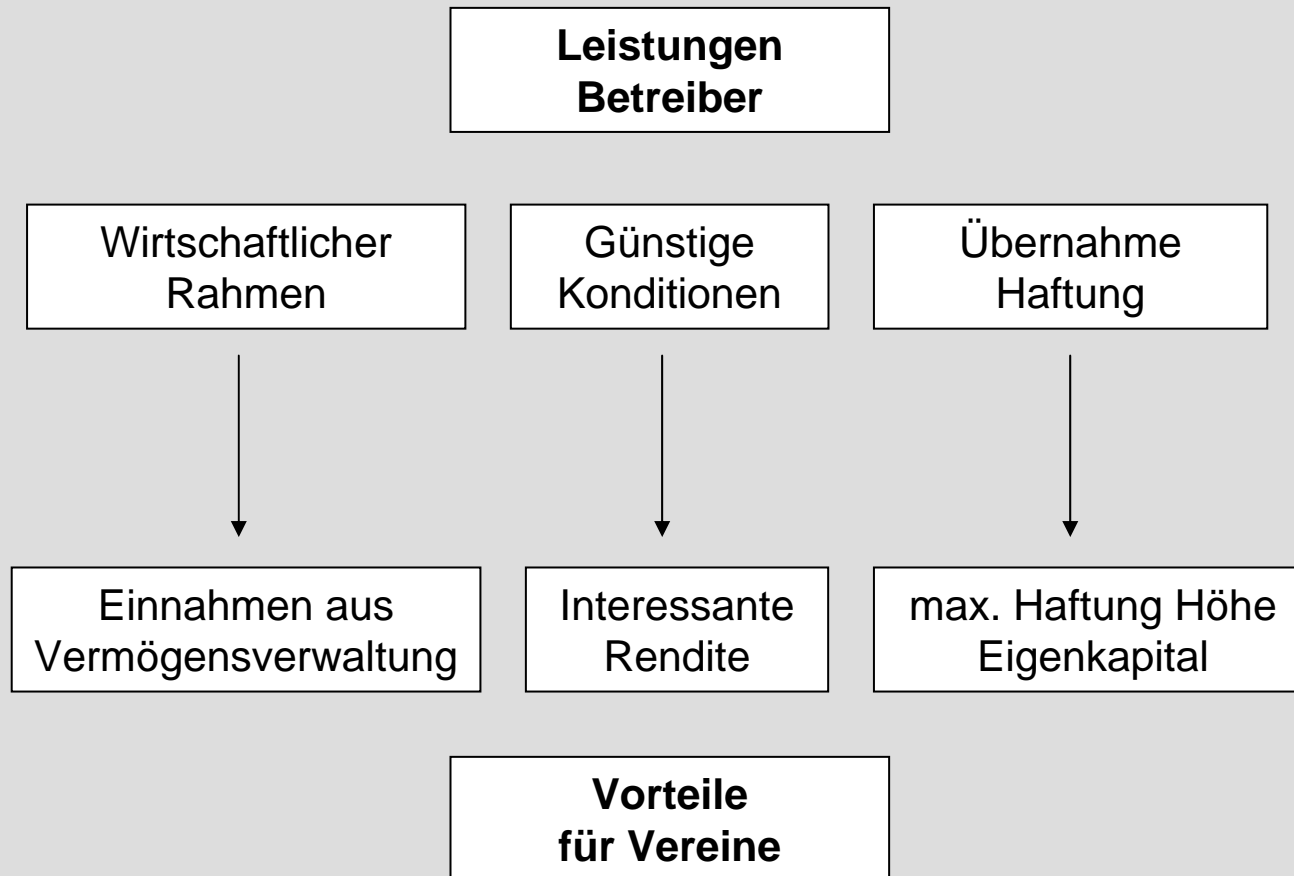 Leistungen
Betreiber
Wirtschaftlicher
Rahmen
Günstige
Konditionen
Übernahme
Haftung
Einnahmen aus
Vermögensverwaltung
Interessante
Rendite
max. Haftung Höhe
Eigenkapital
Vorteile
für Vereine